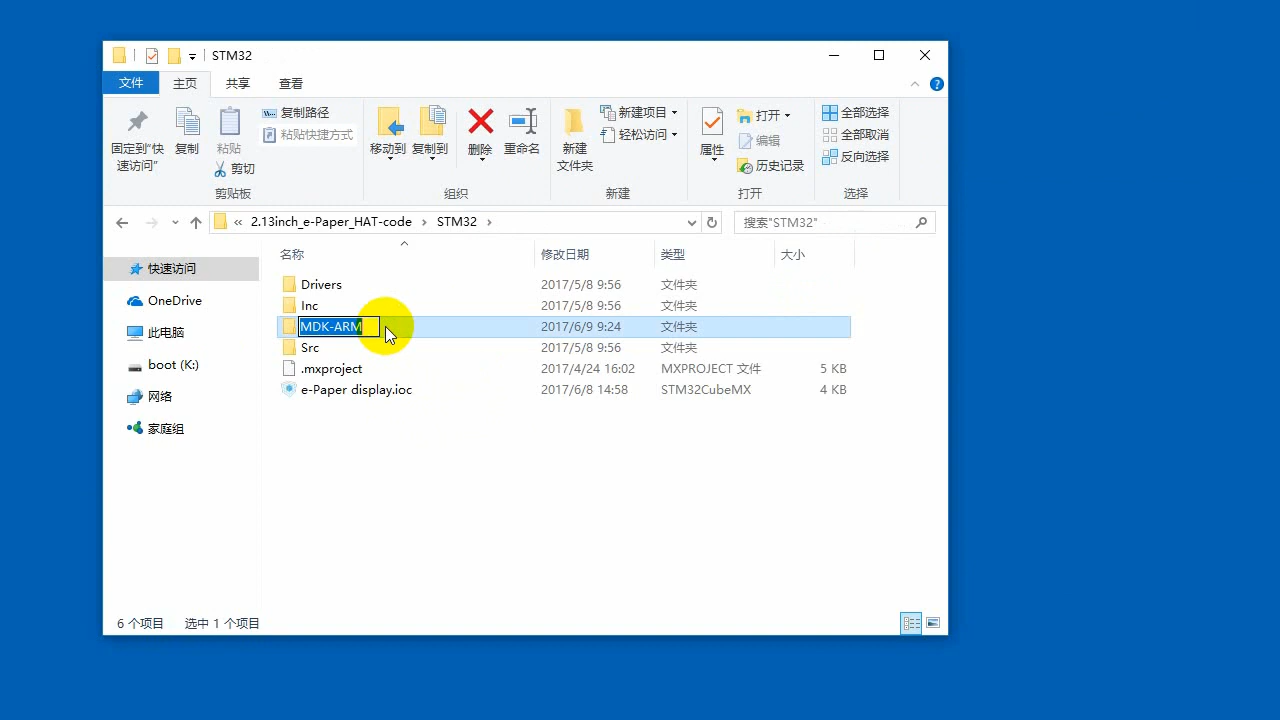 STM32
文件 主页 共享 查看
固定到"快速访问"
复制
粘贴
复制路径
粘贴快捷方式
剪切
剪贴板
移动到
复制到
删除
重命名
组织
新建文件夹
新建项目
轻松访问
新建
属性
打开
编辑
历史记录
打开
全部选择
全部取消
反向选择
选择
« 2.13inch_e-Paper_HAT-code › STM32 ›
搜索"STM32"
快速访问
OneDrive
此电脑
boot (K:)
网络
家庭组
名称 修改日期 类型 大小
Drivers 2017/5/8 9:56 文件夹
Inc 2017/5/8 9:56 文件夹
MDK-ARM 2017/6/9 9:24 文件夹
Src 2017/5/8 9:56 文件夹
.mxproject 2017/4/24 16:02 MXPROJECT 文件 5 KB
e-Paper display.ioc 2017/6/8 14:58 STM32CubeMX 4 KB
6 个项目 选中 1 个项目